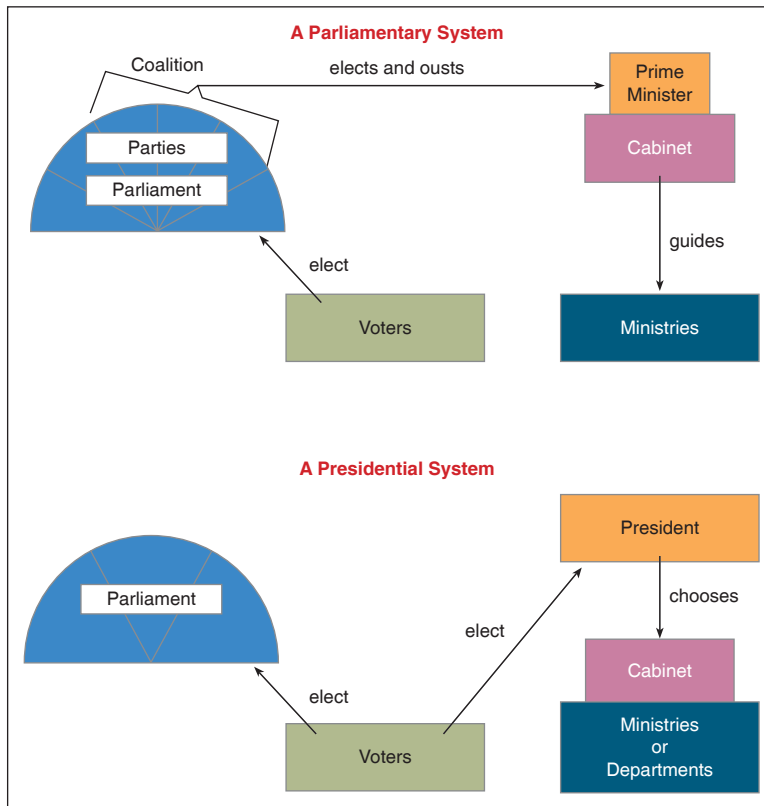 A Parliamentary System
Coalition
elects and ousts
Prime
Minister
Parties
Cabinet
Parliament
guides
elect
Voters
Ministries
A Presidential System
President
Parliament
chooses
elect
Cabinet
elect
Ministries
or
Departments
Voters